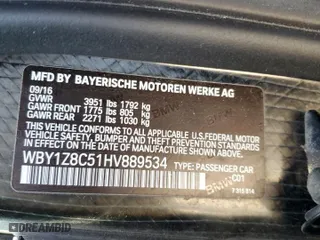 MFD BY BAYERISCHE MOTOREN WERKE AG
09/16
GVWR 3951 lbs 1792 kg
GAWR FRONT 1775 lbs 805 kg
GAWR REAR 2271 lbs 1030 kg
THIS VEHICLE CONFORMS TO ALL APPLICABLE U.S. FEDERAL MOTOR
VEHICLE SAFETY, BUMPER AND THEFT PREVENTION STANDARDS IN
EFFECT ON THE DATE OF MANUFACTURE SHOWN ABOVE.
WBY1Z8C51HV889534 TYPE: PASSENGER CAR
C01